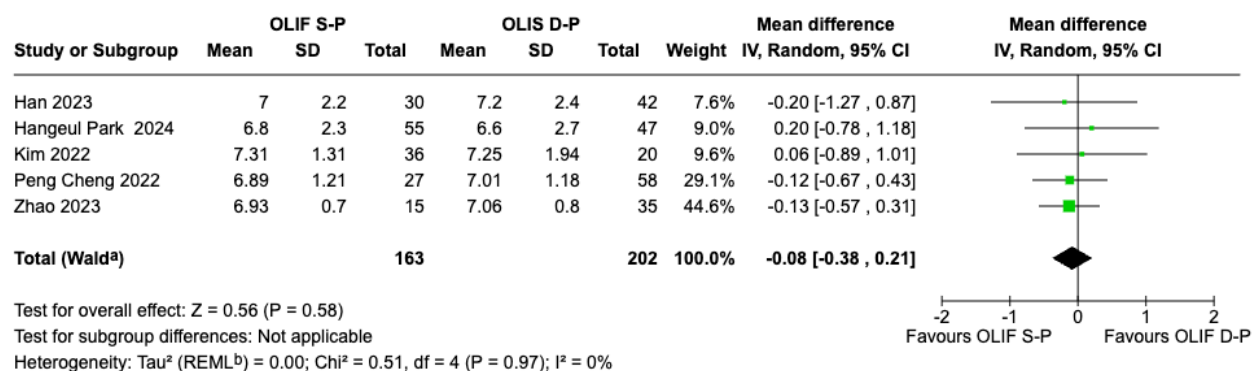 OLIF S-P OLIS D-P Mean difference Mean difference
Study or Subgroup Mean SD Total Mean SD Total Weight IV, Random, 95% CI IV, Random, 95% CI
Han 2023 7 2.2 30 7.2 2.4 42 7.6% -0.20 [-1.27 , 0.87]
Hangeul Park 2024 6.8 2.3 55 6.6 2.7 47 9.0% 0.20 [-0.78 , 1.18]
Kim 2022 7.31 1.31 36 7.25 1.94 20 9.6% 0.06 [-0.89 , 1.01]
Peng Cheng 2022 6.89 1.21 27 7.01 1.18 58 29.1% -0.12 [-0.67 , 0.43]
Zhao 2023 6.93 0.7 15 7.06 0.8 35 44.6% -0.13 [-0.57 , 0.31]
Total (Waldᵃ) 163 202 100.0% -0.08 [-0.38 , 0.21]
Test for overall effect: Z = 0.56 (P = 0.58)
-2 -1 0 1 2
Test for subgroup differences: Not applicable
Favours OLIF S-P Favours OLIF D-P
Heterogeneity: Tau² (REMLᵇ) = 0.00; Chi² = 0.51, df = 4 (P = 0.97); I² = 0%